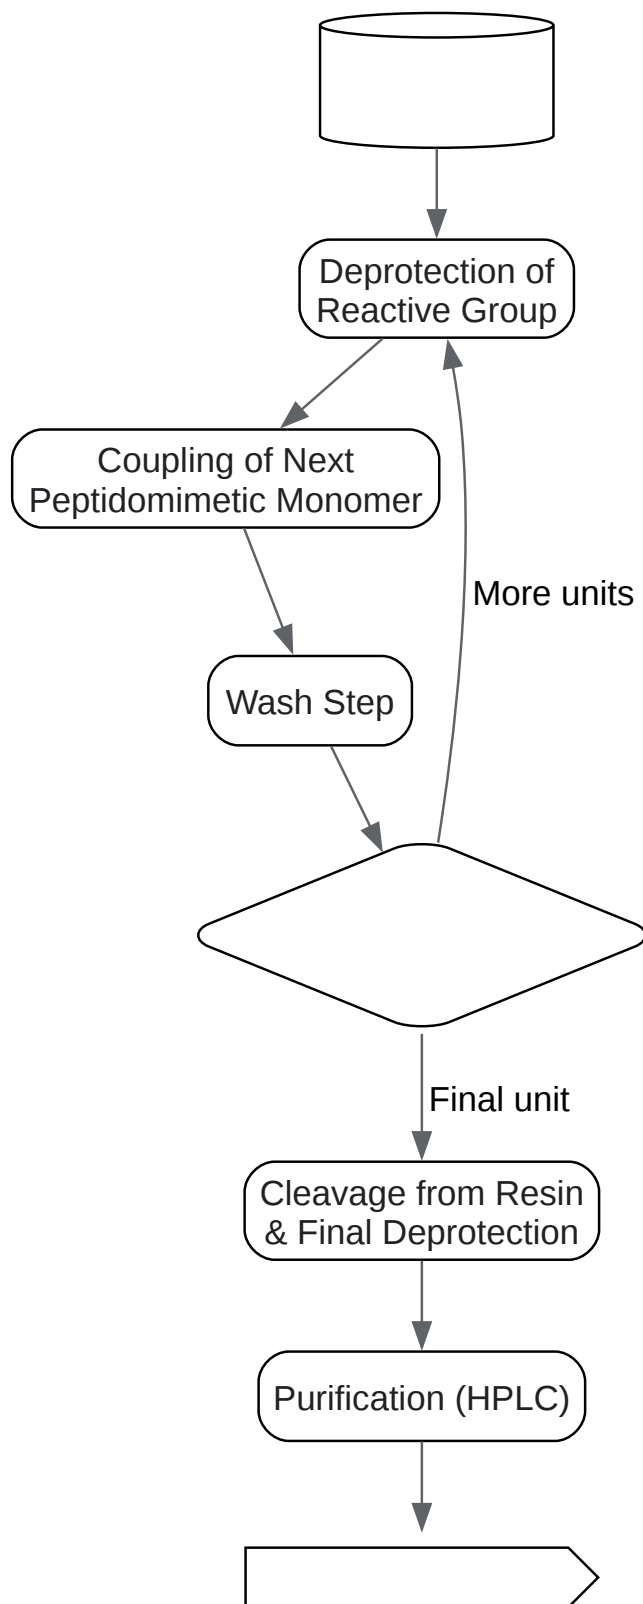 Deprotection of
Reactive Group
Coupling of Next
Peptidomimetic Monomer
More units
Wash Step
Final unit
Cleavage from Resin
& Final Deprotection
Purification (HPLC)